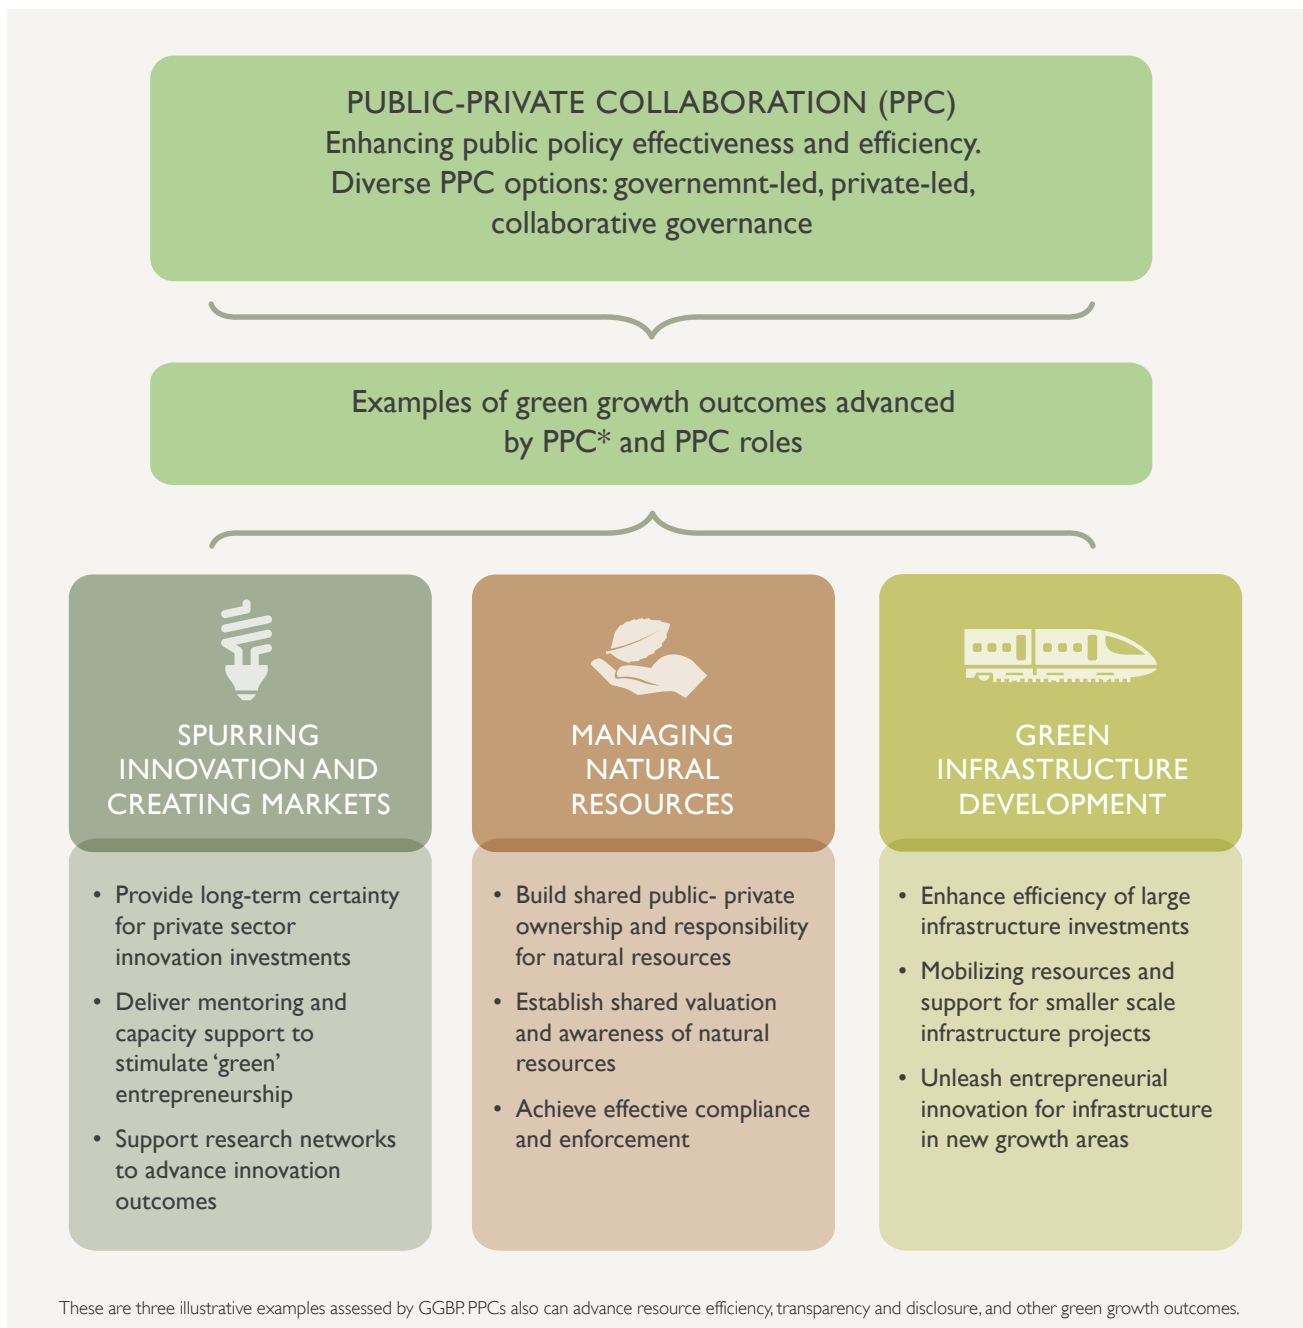 PUBLIC-PRIVATE COLLABORATION (PPC)
Enhancing public policy effectiveness and efficiency.
Diverse PPC options: governemnt-led, private-led,
collaborative governance
Examples of green growth outcomes advanced
by PPC* and PPC roles
SPURRING
INNOVATION AND
CREATING MARKETS
• Provide long-term certainty
for private sector
innovation investments
• Deliver mentoring and
capacity support to
stimulate ‘green’
entrepreneurship
• Support research networks
to advance innovation
outcomes
MANAGING
NATURAL
RESOURCES
• Build shared public- private
ownership and responsibility
for natural resources
• Establish shared valuation
and awareness of natural
resources
• Achieve effective compliance
and enforcement
GREEN
INFRASTRUCTURE
DEVELOPMENT
• Enhance efficiency of large
infrastructure investments
• Mobilizing resources and
support for smaller scale
infrastructure projects
• Unleash entrepreneurial
innovation for infrastructure
in new growth areas
These are three illustrative examples assessed by GGBP. PPCs also can advance resource efficiency, transparency and disclosure, and other green growth outcomes.